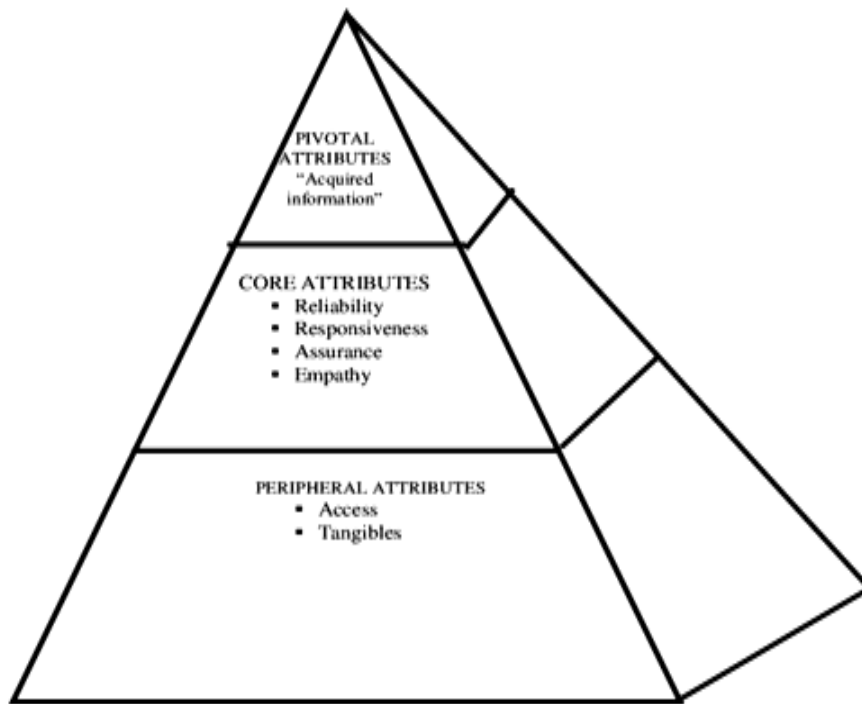 PIVOTAL
ATTRIBUTES
“Acquired
information”
CORE ATTRIBUTES
▪ Reliability
▪ Responsiveness
▪ Assurance
▪ Empathy
PERIPHERAL ATTRIBUTES
▪ Access
▪ Tangibles